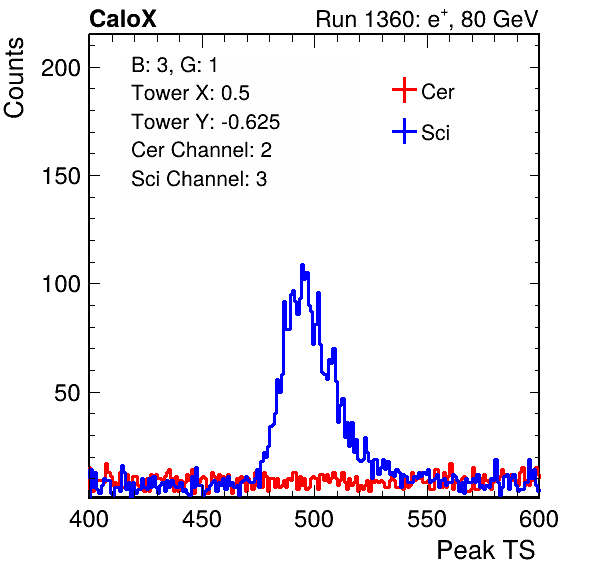 CaloX Run 1360: e⁺, 80 GeV
Counts
200
150
100
50
B: 3, G: 1
Tower X: 0.5
Tower Y: -0.625
Cer Channel: 2
Sci Channel: 3
Cer
Sci
400 450 500 550 600
Peak TS